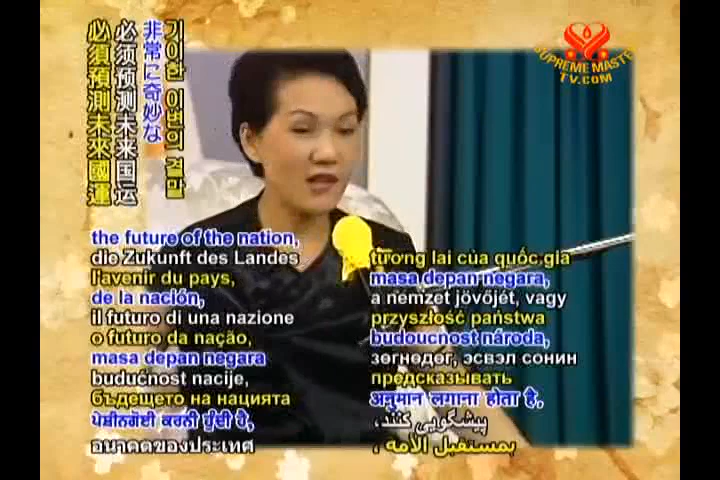 기이한 이변의 결말
非常に奇妙な
必须预测未来国运
必須預測未來國運
SUPREME MASTER
TV.COM
the future of the nation,
die Zukunft des Landes
l'avenir du pays,
de la nación,
il futuro di una nazione
o futuro da nação,
masa depan negara
budućnost nacije,
бъдещето на нацията
ਪੇਸ਼ੀਨਗੋਈ ਕਰਨੀ ਹੁੰਦੀ ਹੈ,
อนาคตของประเทศ
tương lai của quốc gia
masa depan negara,
a nemzet jövőjét, vagy
przyszłość państwa
budoucnost národa,
зөгнөдөг, эсвэл сонин
предсказывать
अनुमान लगाना होता है,
پیشگویی کنند،
بمستقبل الأمة ،